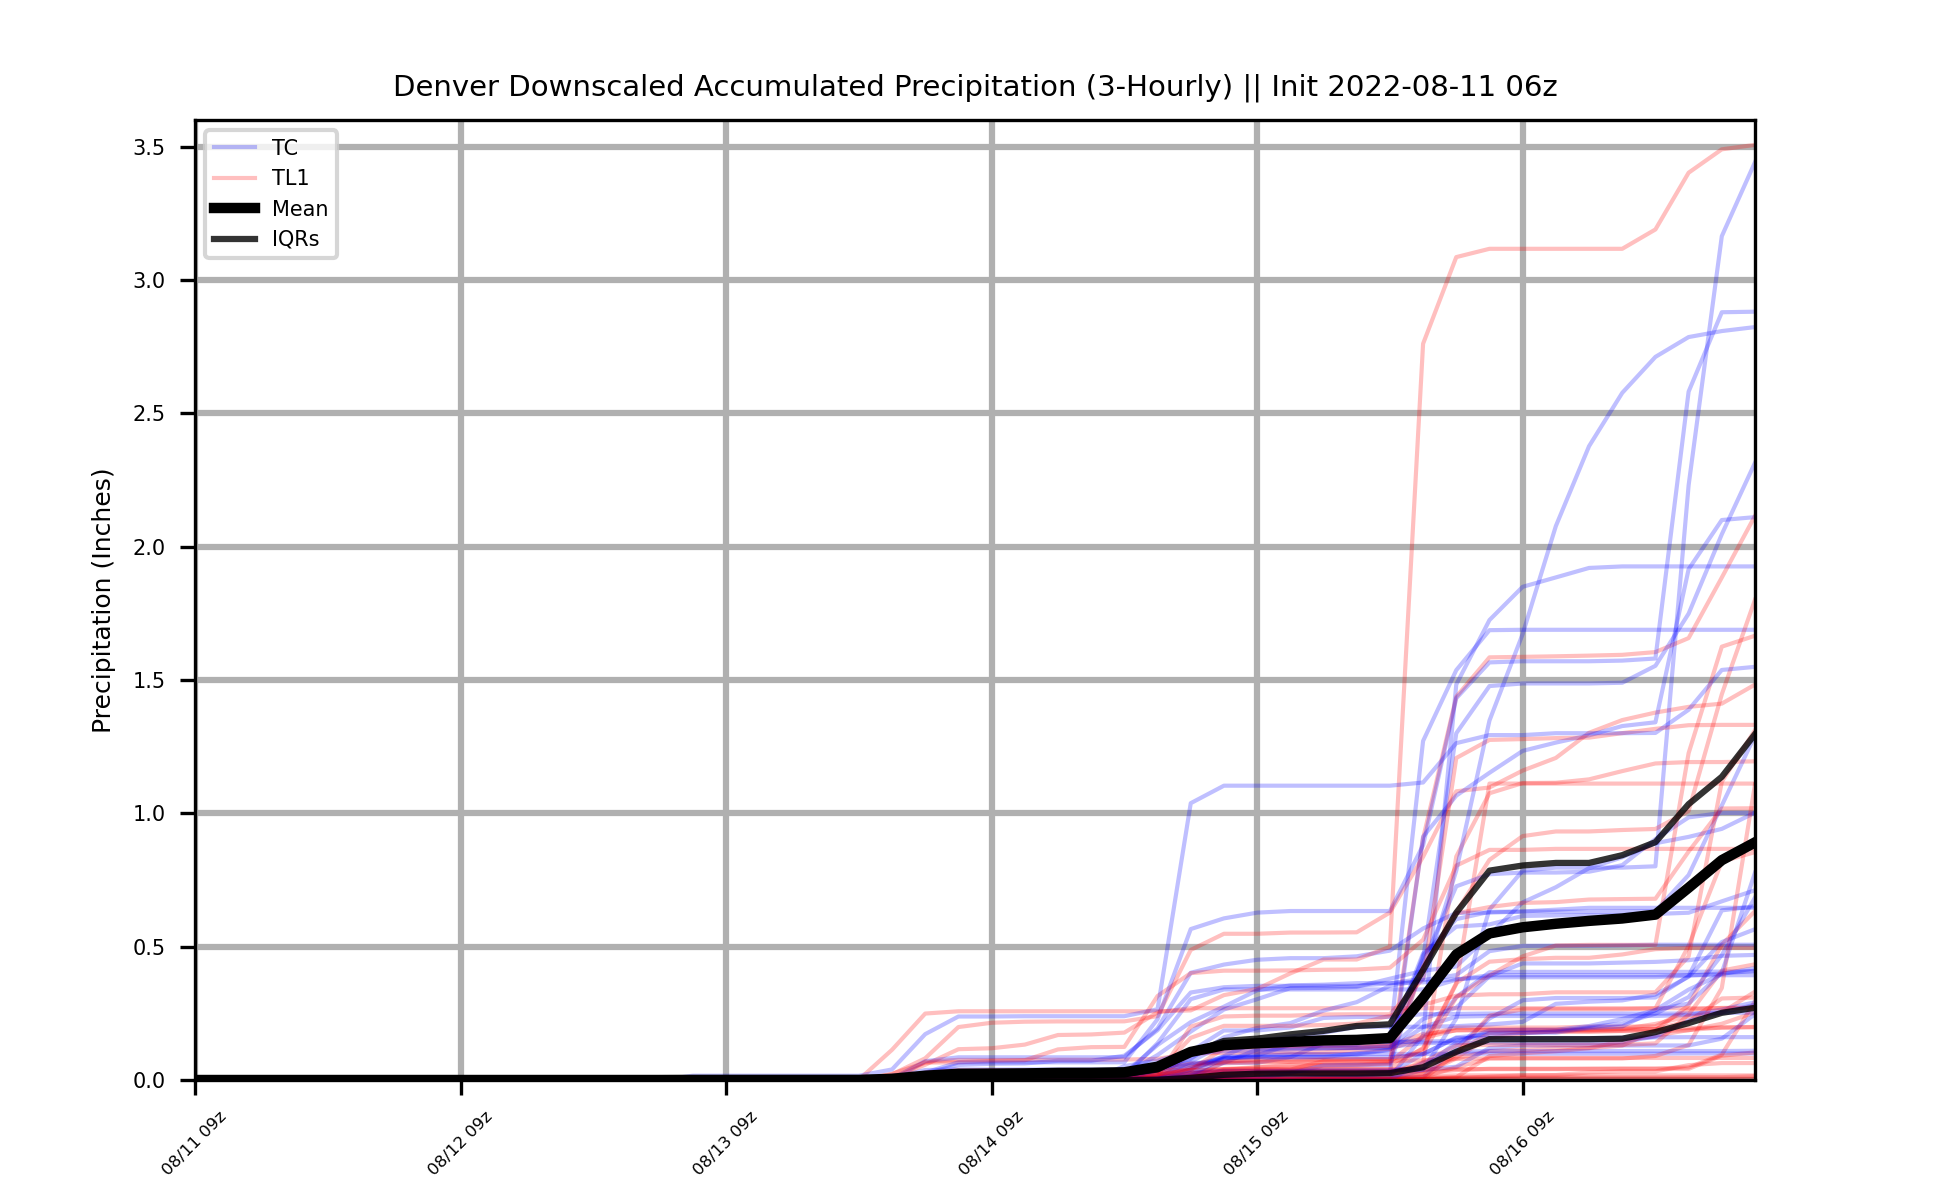 Denver Downscaled Accumulated Precipitation (3-Hourly) || Init 2022-08-11 06z
Precipitation (Inches)
3.5
3.0
2.5
2.0
1.5
1.0
0.5
0.0
TC
TL1
Mean
IQRs
08/11 09z
08/12 09z
08/13 09z
08/14 09z
08/15 09z
08/16 09z